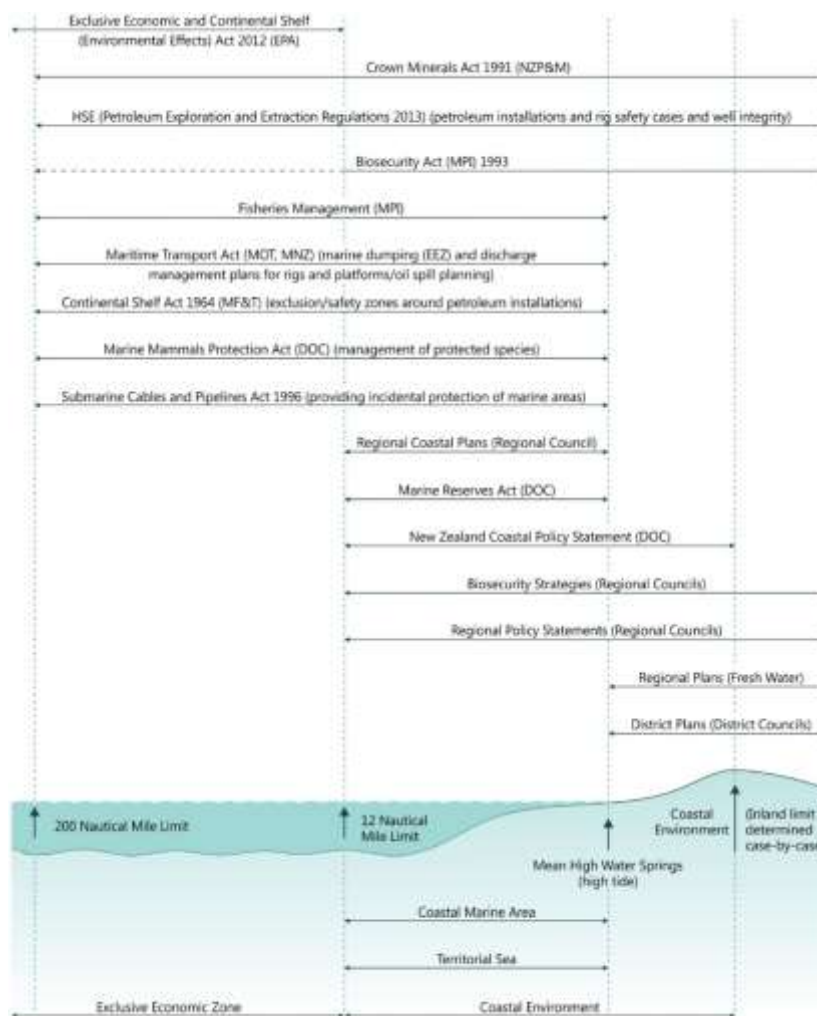 Exclusive Economic and Continental Shelf
(Environmental Effects) Act 2012 (EPA)
Crown Minerals Act 1991 (NZP&M)
HSE (Petroleum Exploration and Extraction Regulations 2013) (petroleum installations and rig safety cases and well integrity)
Biosecurity Act (MPI) 1993
Fisheries Management (MPI)
Maritime Transport Act (MOT, MNZ) (marine dumping (EEZ) and discharge
management plans for rigs and platforms/oil spill planning)
Continental Shelf Act 1964 (MF&T) (exclusion/safety zones around petroleum installations)
Marine Mammals Protection Act (DOC) (management of protected species)
Submarine Cables and Pipelines Act 1996 (providing incidental protection of marine areas)
Regional Coastal Plans (Regional Council)
Marine Reserves Act (DOC)
New Zealand Coastal Policy Statement (DOC)
Biosecurity Strategies (Regional Councils)
Regional Policy Statements (Regional Councils)
Regional Plans (Fresh Water)
District Plans (District Councils)
200 Nautical Mile Limit
12 Nautical
Mile Limit
Mean High Water Springs
(high tide)
Coastal
Environment
(Inland limit
determined
case-by-case
Coastal Marine Area
Territorial Sea
Exclusive Economic Zone
Coastal Environment